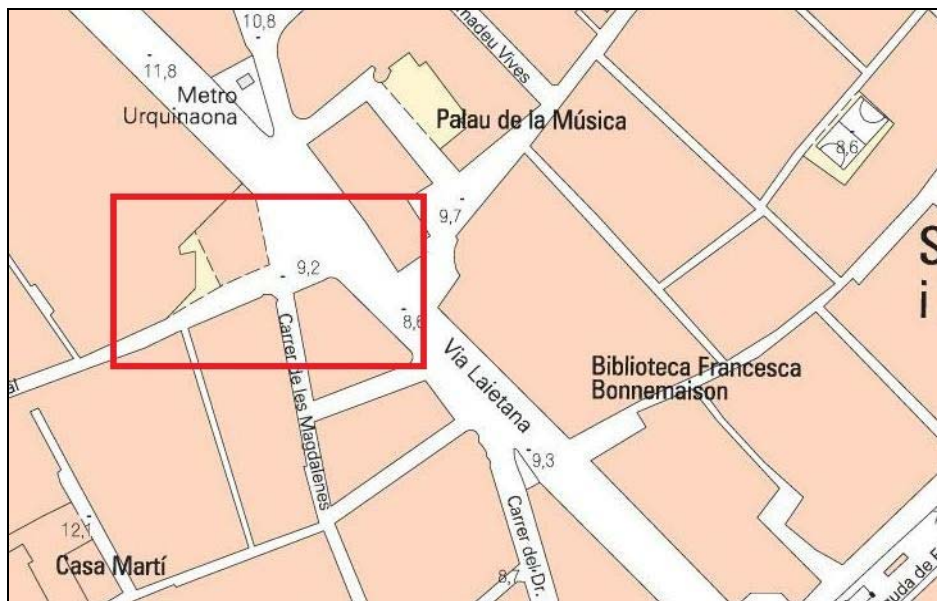 10,8
11,8
Metro
Urquinaona
Palau de la Música
8,6
9,7
9,2
8,6
S
i
Carrer de les Magdalenes
Via Laietana
Biblioteca Francesca
Bonnemaison
9,3
Carrer del Dr.
12,1
8,7
Casa Martí